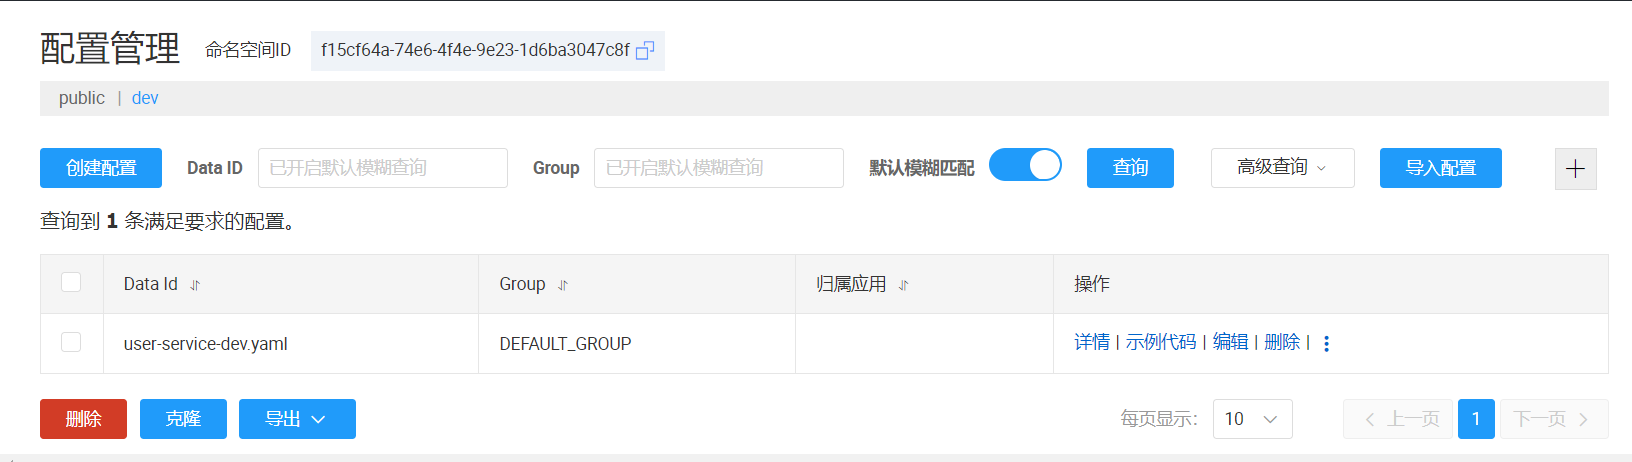 配置管理 命名空间ID f15cf64a-74e6-4f4e-9e23-1d6ba3047c8f
public | dev
创建配置 Data ID 已开启默认模糊查询 Group 已开启默认模糊查询 默认模糊匹配 查询 高级查询 导入配置
查询到 1 条满足要求的配置。
Data Id Group 归属应用 操作
user-service-dev.yaml DEFAULT_GROUP 详情 | 示例代码 | 编辑 | 删除 |
删除 克隆 导出 每页显示: 10 上一页 1 下一页